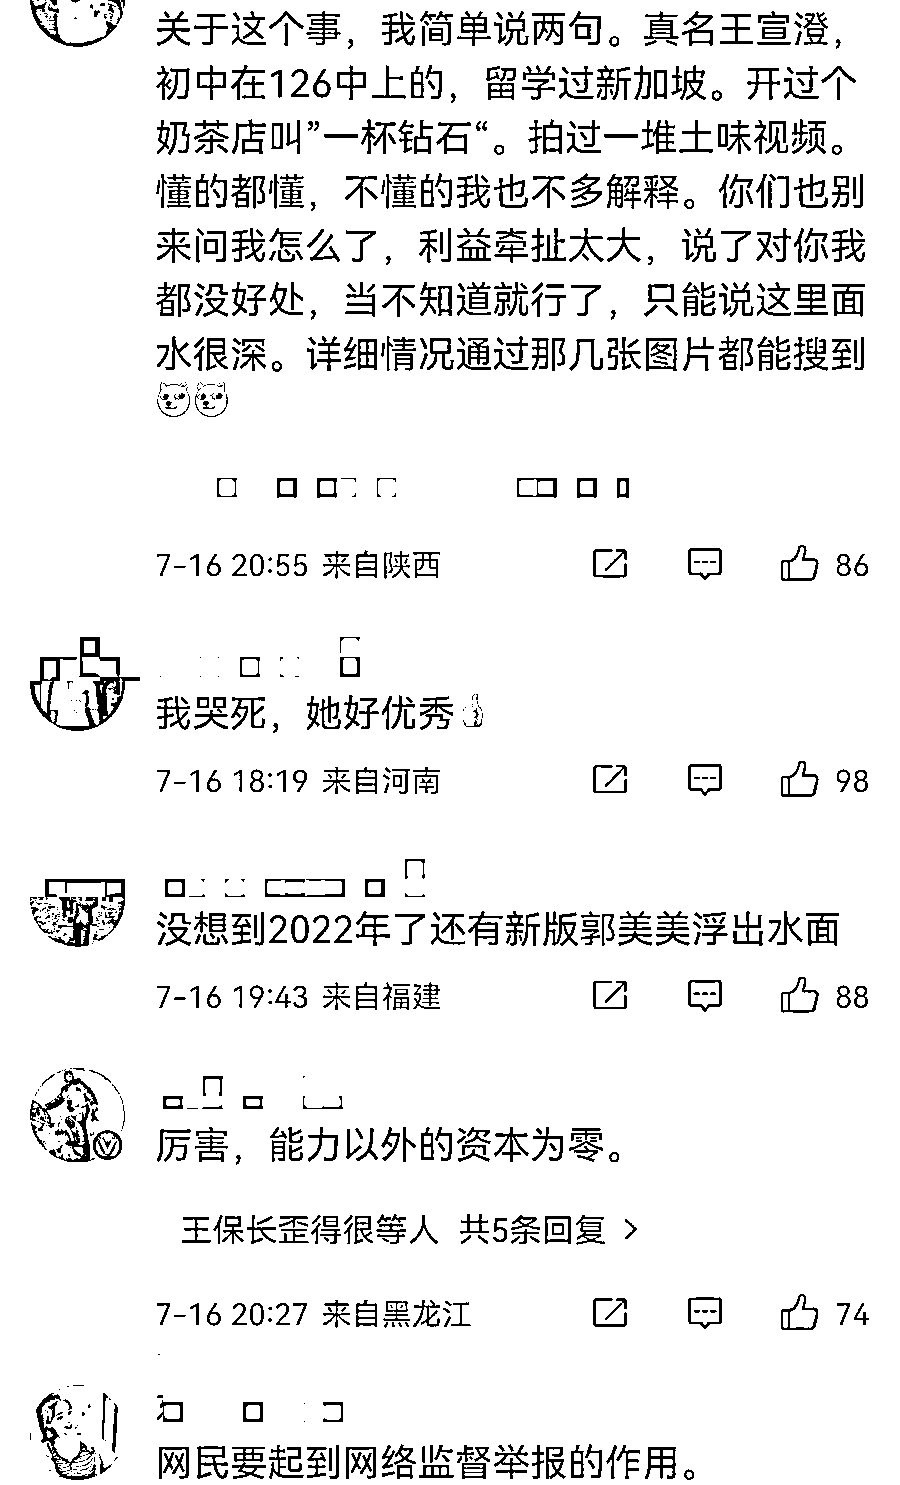 关于这个事，我简单说两句。真名王宣澄，
初中在126中上的，留学过新加坡。开过个
奶茶店叫”一杯钻石“。拍过一堆土味视频。
懂的都懂，不懂的我也不多解释。你们也别
来问我怎么了，利益牵扯太大，说了对你我
都没好处，当不知道就行了，只能说这里面
水很深。详细情况通过那几张图片都能搜到
7-16 20:55 来自陕西 86
我哭死，她好优秀
7-16 18:19 来自河南 98
没想到2022年了还有新版郭美美浮出水面
7-16 19:43 来自福建 88
厉害，能力以外的资本为零。
王保长歪得很等人 共5条回复 >
7-16 20:27 来自黑龙江 74
网民要起到网络监督举报的作用。